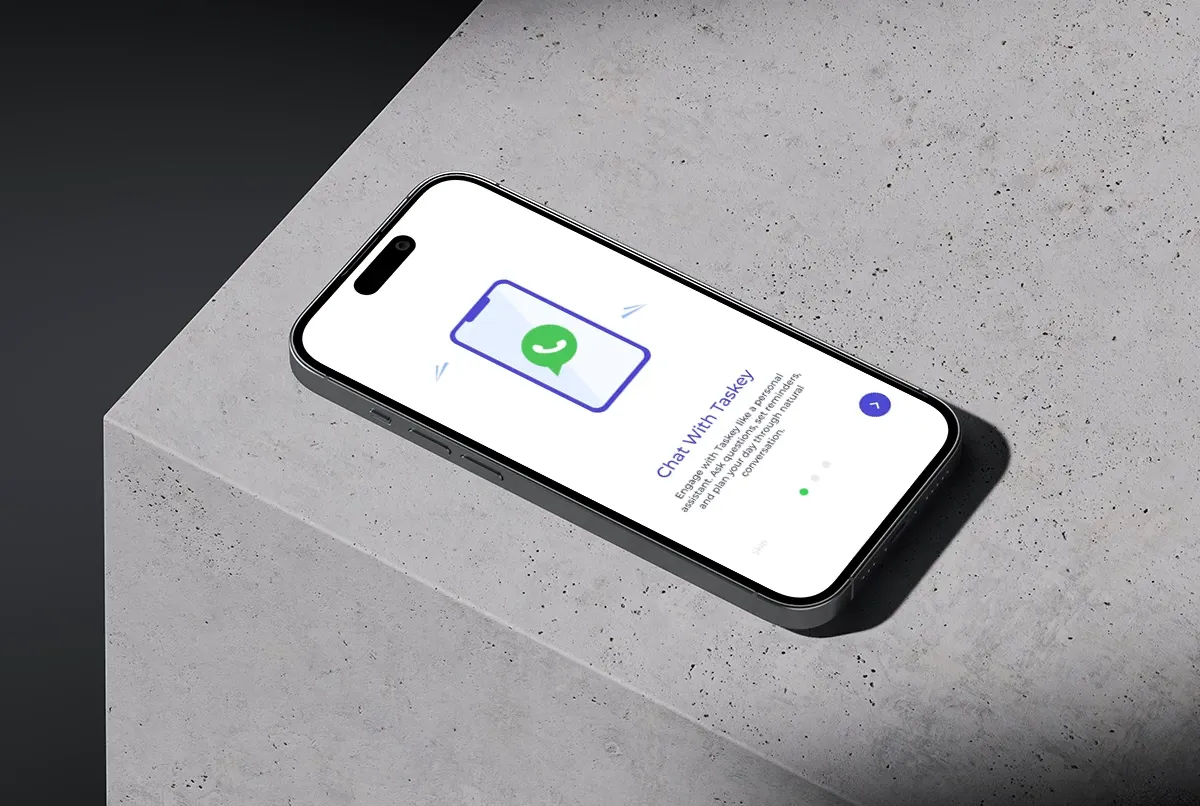 Chat With Taskey
Engage with Taskey like a personal
assistant. Ask questions, set reminders,
and plan your day through natural
conversation.
Skip